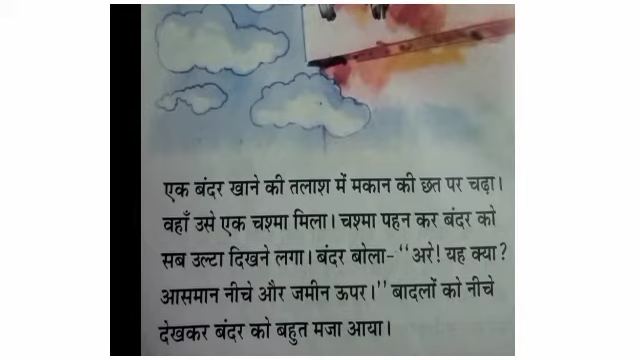 एक बंदर खाने की तलाश में मकान की छत पर चढ़ा।
वहाँ उसे एक चश्मा मिला। चश्मा पहन कर बंदर को
सब उल्टा दिखने लगा। बंदर बोला- “अरे! यह क्या?
आसमान नीचे और जमीन ऊपर।” बादलों को नीचे
देखकर बंदर को बहुत मजा आया।